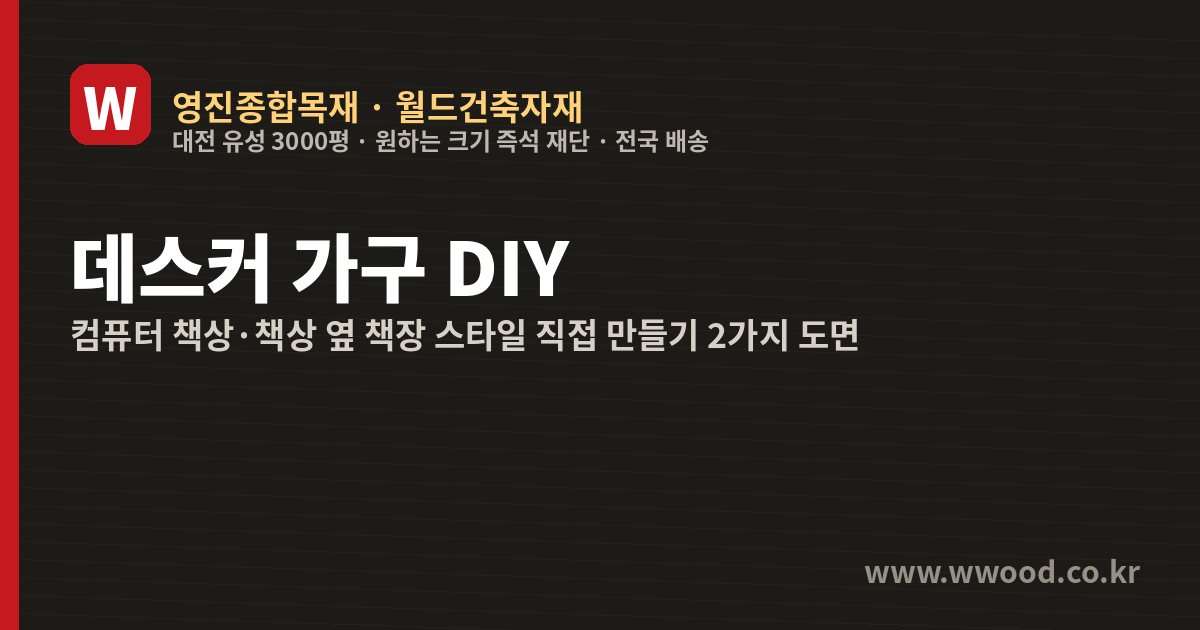 W
영진종합목재 · 월드건축자재
대전 유성 3000평 · 원하는 크기 즉석 재단 · 전국 배송
데스커 가구 DIY
컴퓨터 책상·책상 옆 책장 스타일 직접 만들기 2가지 도면
www.wwood.co.kr